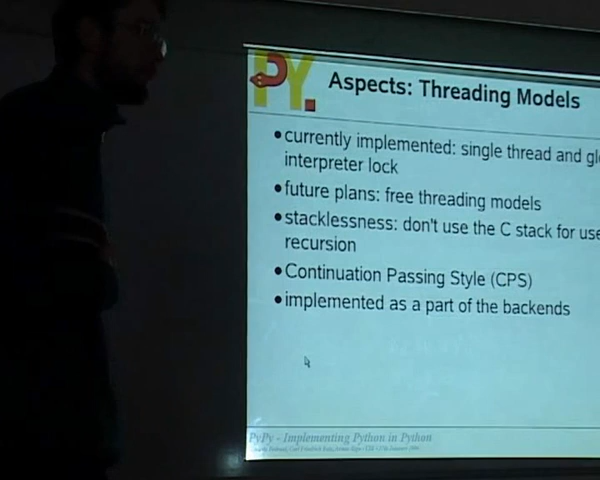 PY.
Aspects: Threading Models
•currently implemented: single thread and
interpreter lock
•future plans: free threading models
•stacklessness: don't use the C stack for
recursion
•Continuation Passing Style (CPS)
•implemented as a part of the backends
PyPy - Implementing Python in Python